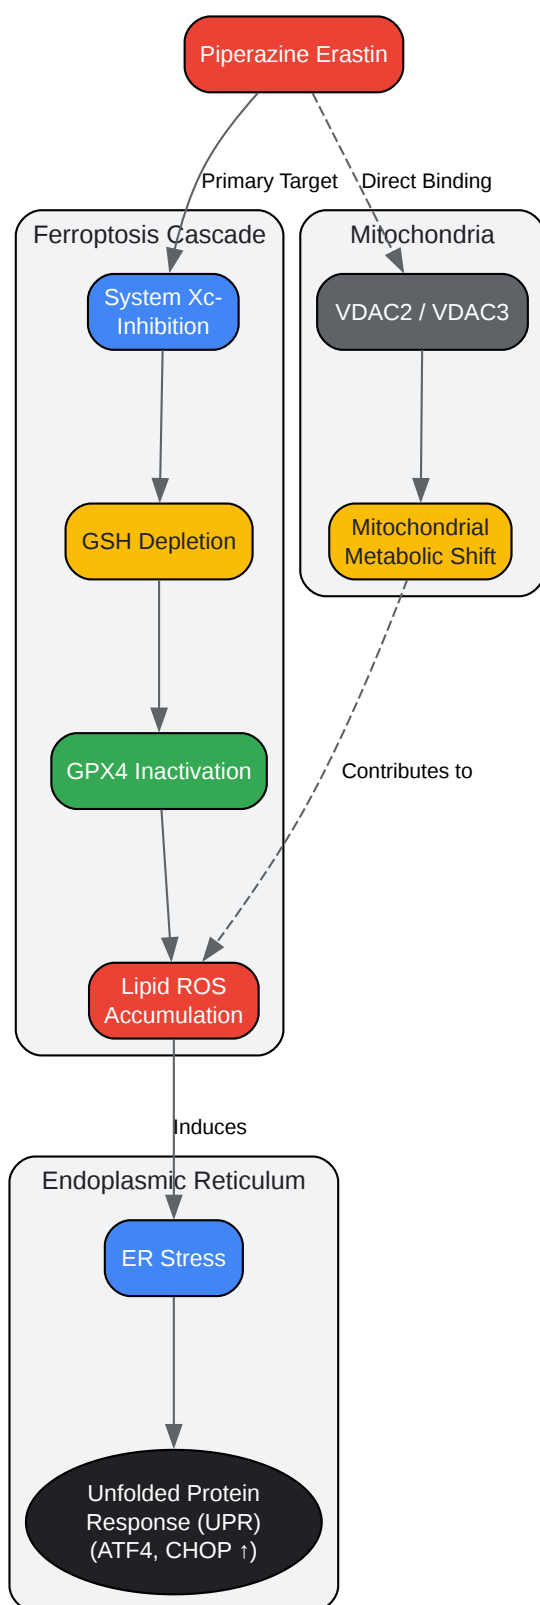 Piperazine Erastin
Primary Target
Direct Binding
Ferroptosis Cascade
Mitochondria
System Xc-
Inhibition
VDAC2 / VDAC3
GSH Depletion
Mitochondrial
Metabolic Shift
GPX4 Inactivation
Contributes to
Lipid ROS
Accumulation
Induces
Endoplasmic Reticulum
ER Stress
Unfolded Protein
Response (UPR)
(ATF4, CHOP ↑)